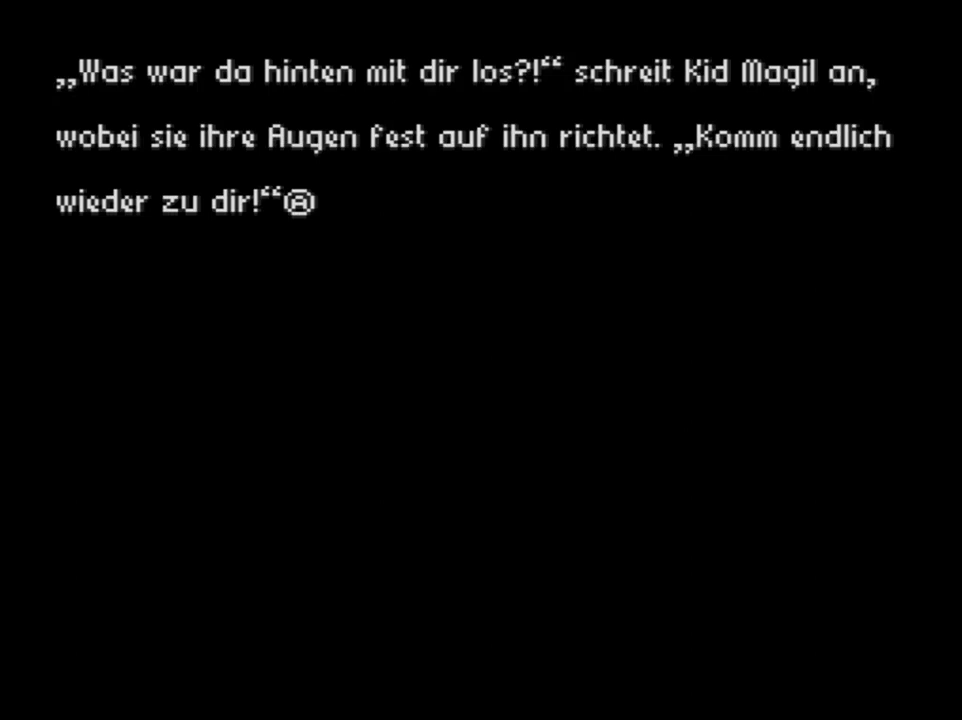 „Was war da hinten mit dir los?!“ schreit Kid Magil an,
wobei sie ihre Augen fest auf ihn richtet. „Komm endlich
wieder zu dir!“Ⓐ